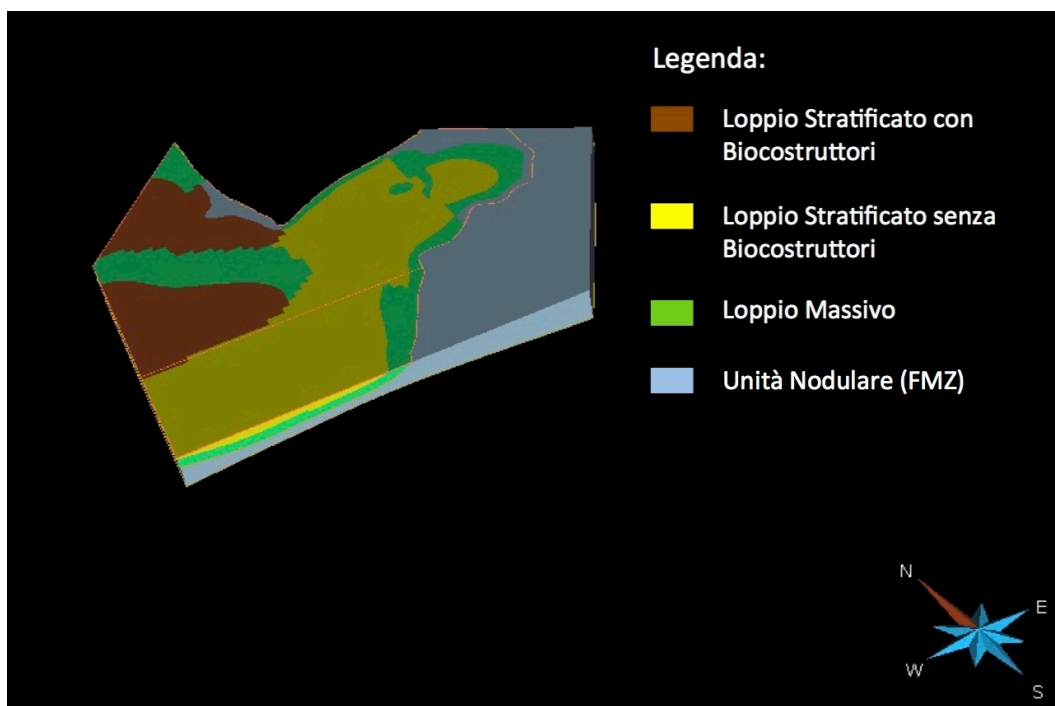 Legenda:
Loppio Stratificato con
Biocostruttori
Loppio Stratificato senza
Biocostruttori
Loppio Massivo
Unità Nodulare (FMZ)
N
E
W
S